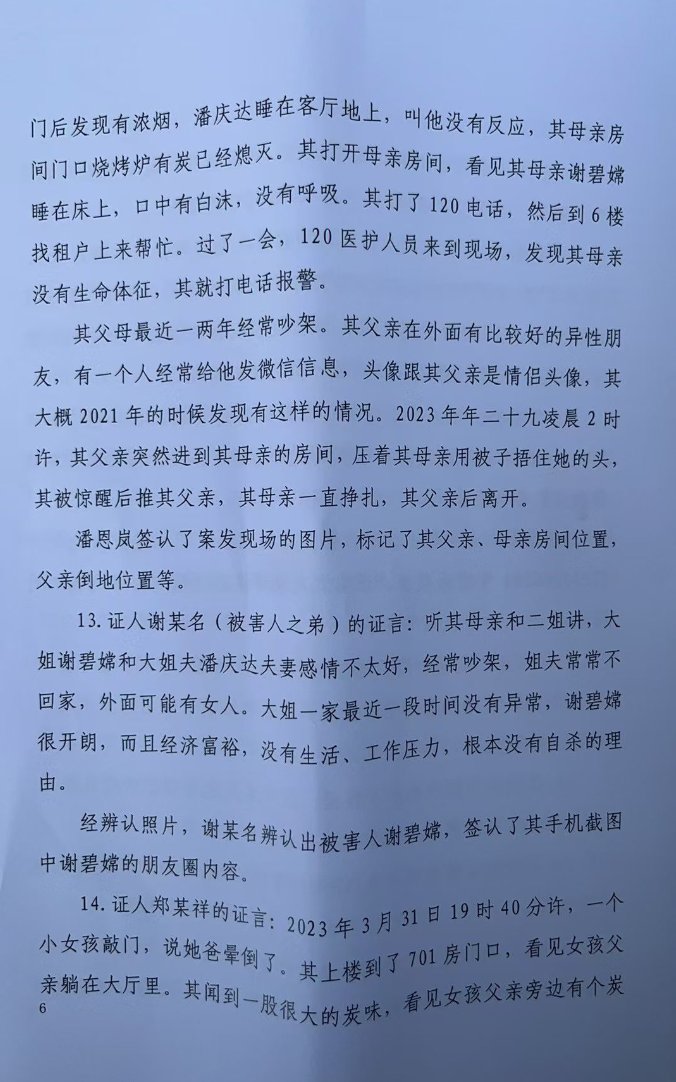 门后发现有浓烟，潘庆达睡在客厅地上，叫他没有反应，其母亲房
间门口烧烤炉有炭已经熄灭。其打开母亲房间，看见其母亲谢碧嫦
睡在床上，口中有白沫，没有呼吸。其打了 120 电话，然后到 6 楼
找租户上来帮忙。过了一会，120 医护人员来到现场，发现其母亲
没有生命体征，其就打电话报警。
其父母最近一两年经常吵架。其父亲在外面有比较好的异性朋
友，有一个人经常给他发微信信息，头像跟其父亲是情侣头像，其
大概 2021 年的时候发现有这样的情况。2023 年年二十九凌晨 2 时
许，其父亲突然进到其母亲的房间，压着其母亲用被子捂住她的头，
其被惊醒后推其父亲，其母亲一直挣扎，其父亲后离开。
潘恩岚签认了案发现场的图片，标记了其父亲、母亲房间位置，
父亲倒地位置等。
13. 证人谢某名（被害人之弟）的证言：听其母亲和二姐讲，大
姐谢碧嫦和大姐夫潘庆达夫妻感情不太好，经常吵架，姐夫常常不
回家，外面可能有女人。大姐一家最近一段时间没有异常，谢碧嫦
很开朗，而且经济富裕，没有生活、工作压力，根本没有自杀的理
由。
经辨认照片，谢某名辨认出被害人谢碧嫦，签认了其手机截图
中谢碧嫦的朋友圈内容。
14. 证人郑某祥的证言：2023 年 3 月 31 日 19 时 40 分许，一个
小女孩敲门，说她爸晕倒了。其上楼到了 701 房门口，看见女孩父
亲躺在大厅里。其闻到一股很大的炭味，看见女孩父亲旁边有个炭
6